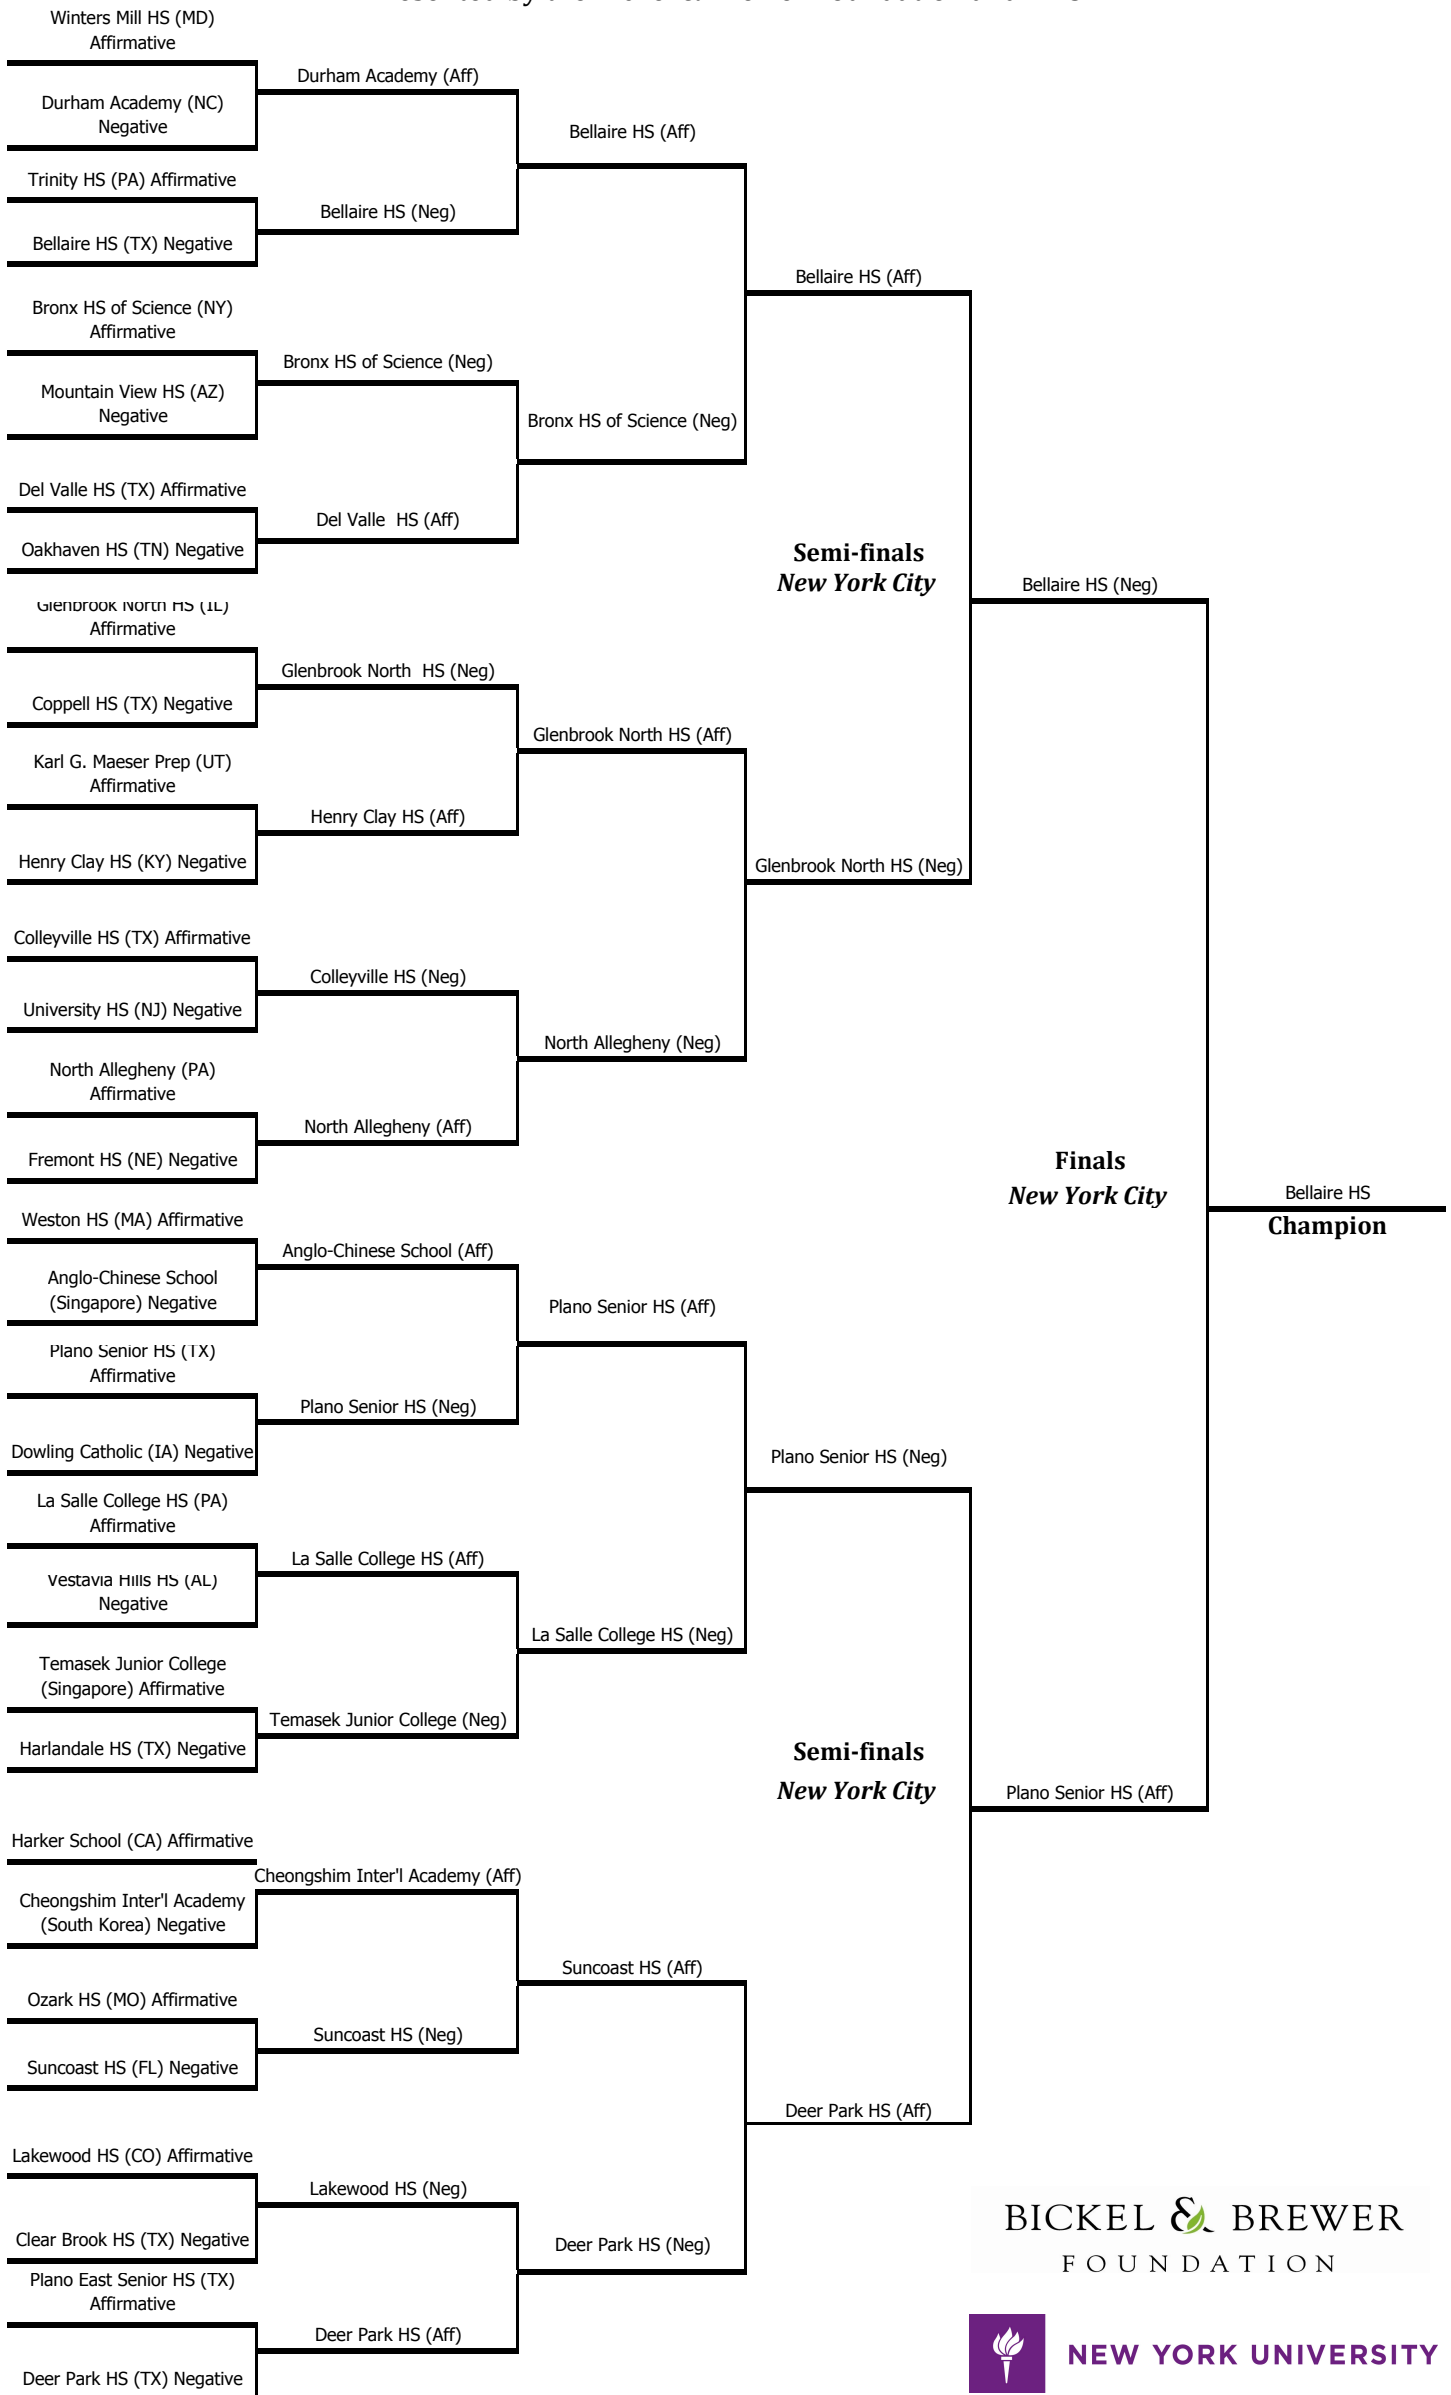 Winters Mill HS (MD)
Affirmative
Durham Academy (NC)
Negative
Trinity HS (PA) Affirmative
Bellaire HS (TX) Negative
Bronx HS of Science (NY)
Affirmative
Mountain View HS (AZ)
Negative
Del Valle HS (TX) Affirmative
Oakhaven HS (TN) Negative
Glenbrook North HS (IL)
Affirmative
Coppell HS (TX) Negative
Karl G. Maeser Prep (UT)
Affirmative
Henry Clay HS (KY) Negative
Colleyville HS (TX) Affirmative
University HS (NJ) Negative
North Allegheny (PA)
Affirmative
Fremont HS (NE) Negative
Weston HS (MA) Affirmative
Anglo-Chinese School
(Singapore) Negative
Plano Senior HS (TX)
Affirmative
Dowling Catholic (IA) Negative
La Salle College HS (PA)
Affirmative
Vestavia Hills HS (AL)
Negative
Temasek Junior College
(Singapore) Affirmative
Harlandale HS (TX) Negative
Harker School (CA) Affirmative
Cheongshim Inter'l Academy
(South Korea) Negative
Ozark HS (MO) Affirmative
Suncoast HS (FL) Negative
Lakewood HS (CO) Affirmative
Clear Brook HS (TX) Negative
Plano East Senior HS (TX)
Affirmative
Deer Park HS (TX) Negative
Durham Academy (Aff)
Bellaire HS (Neg)
Bronx HS of Science (Neg)
Del Valle HS (Aff)
Glenbrook North HS (Neg)
Henry Clay HS (Aff)
Colleyville HS (Neg)
North Allegheny (Aff)
Anglo-Chinese School (Aff)
Plano Senior HS (Neg)
La Salle College HS (Aff)
Temasek Junior College (Neg)
Cheongshim Inter'l Academy (Aff)
Suncoast HS (Neg)
Lakewood HS (Neg)
Deer Park HS (Aff)
Bellaire HS (Aff)
Bronx HS of Science (Neg)
Glenbrook North HS (Aff)
North Allegheny (Neg)
Plano Senior HS (Aff)
La Salle College HS (Neg)
Suncoast HS (Aff)
Deer Park HS (Neg)
Bellaire HS (Aff)
Semi-finals
New York City
Glenbrook North HS (Neg)
Plano Senior HS (Neg)
Semi-finals
New York City
Deer Park HS (Aff)
Bellaire HS (Neg)
Finals
New York City
Plano Senior HS (Aff)
Bellaire HS
Champion
BICKEL & BREWER
FOUNDATION
NEW YORK UNIVERSITY